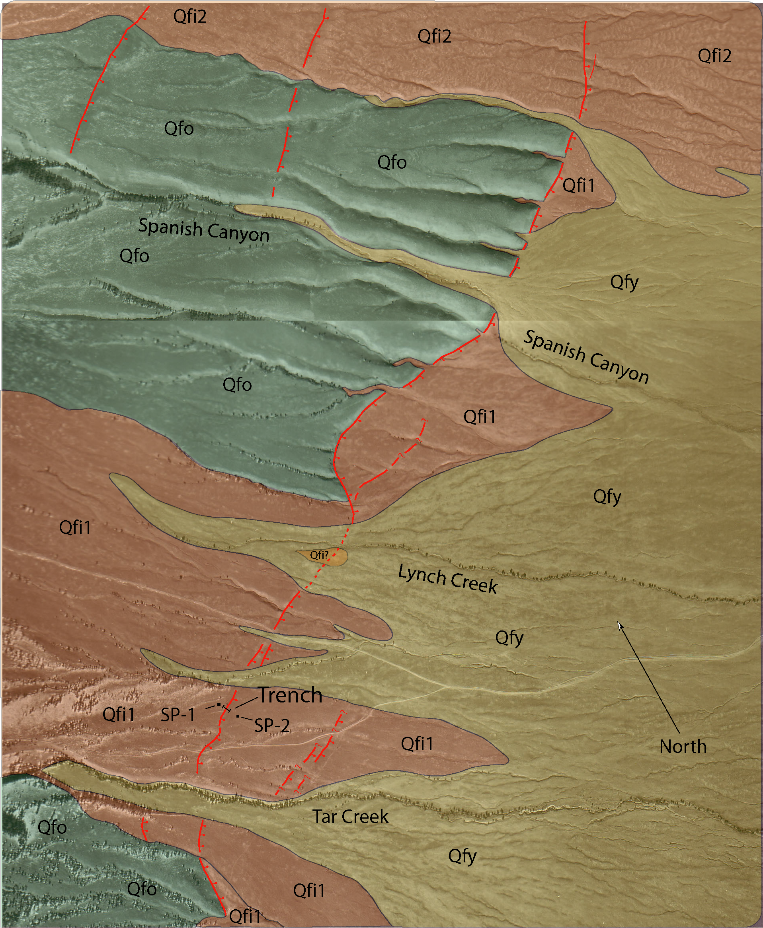 Qfi2
Qfi2
Qfi2
Qfo
Qfo
Qfi1
Spanish Canyon
Qfo
Qfy
Spanish Canyon
Qfo
Qfi1
Qfy
Qfi1
Qfi?
Lynch Creek
Qfy
Trench
Qfi1
SP-1
SP-2
Qfi1
North
Tar Creek
Qfo
Qfy
Qfo
Qfi1
Qfi1